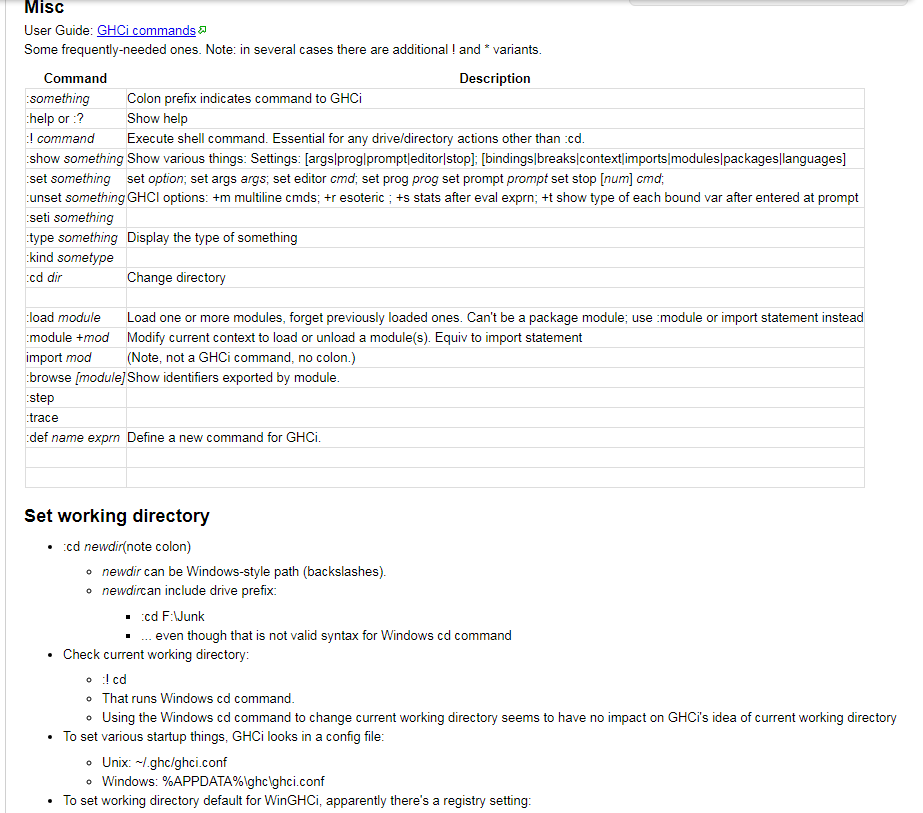 Misc
User Guide: GHCi commands
Some frequently-needed ones. Note: in several cases there are additional ! and * variants.
Command Description
:something Colon prefix indicates command to GHCi
:help or :? Show help
:! command Execute shell command. Essential for any drive/directory actions other than :cd.
:show something Show various things: Settings: [args|prog|prompt|editor|stop]; [bindings|breaks|context|imports|modules|packages|languages]
:set something set option; set args args; set editor cmd; set prog prog set prompt prompt set stop [num] cmd;
:unset something GHCI options: +m multiline cmds; +r esoteric ; +s stats after eval exprn; +t show type of each bound var after entered at prompt
:seti something
:type something Display the type of something
:kind sometype
:cd dir Change directory
:load module Load one or more modules, forget previously loaded ones. Can't be a package module; use :module or import statement instead
:module +mod Modify current context to load or unload a module(s). Equiv to import statement
import mod (Note, not a GHCi command, no colon.)
:browse [module] Show identifiers exported by module.
:step
:trace
:def name exprn Define a new command for GHCi.
Set working directory
• :cd newdir(note colon)
◦ newdir can be Windows-style path (backslashes).
◦ newdircan include drive prefix:
▪ :cd F:\Junk
▪ ... even though that is not valid syntax for Windows cd command
• Check current working directory:
◦ :! cd
◦ That runs Windows cd command.
◦ Using the Windows cd command to change current working directory seems to have no impact on GHCi's idea of current working directory
• To set various startup things, GHCi looks in a config file:
◦ Unix: ~/.ghc/ghci.conf
◦ Windows: %APPDATA%\ghc\ghci.conf
• To set working directory default for WinGHCi, apparently there's a registry setting: